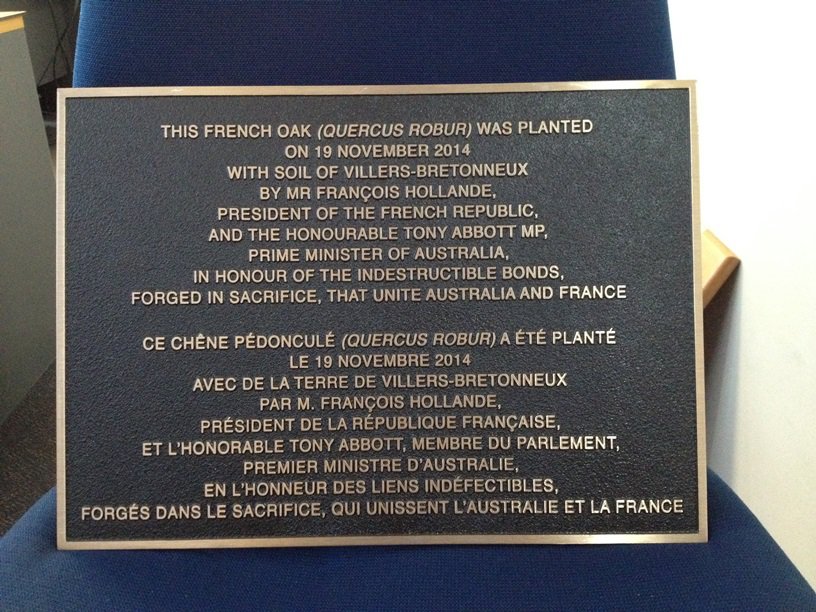 THIS FRENCH OAK (QUERCUS ROBUR) WAS PLANTED
ON 19 NOVEMBER 2014
WITH SOIL OF VILLERS-BRETONNEUX
BY MR FRANÇOIS HOLLANDE,
PRESIDENT OF THE FRENCH REPUBLIC,
AND THE HONOURABLE TONY ABBOTT MP,
PRIME MINISTER OF AUSTRALIA,
IN HONOUR OF THE INDESTRUCTIBLE BONDS,
FORGED IN SACRIFICE, THAT UNITE AUSTRALIA AND FRANCE
CE CHÊNE PÉDONCULÉ (QUERCUS ROBUR) A ÉTÉ PLANTÉ
LE 19 NOVEMBRE 2014
AVEC DE LA TERRE DE VILLERS-BRETONNEUX
PAR M. FRANÇOIS HOLLANDE,
PRÉSIDENT DE LA RÉPUBLIQUE FRANÇAISE,
ET L'HONORABLE TONY ABBOTT, MEMBRE DU PARLEMENT,
PREMIER MINISTRE D'AUSTRALIE,
EN L'HONNEUR DES LIENS INDÉFECTIBLES,
FORGÉS DANS LE SACRIFICE, QUI UNISSENT L'AUSTRALIE ET LA FRANCE